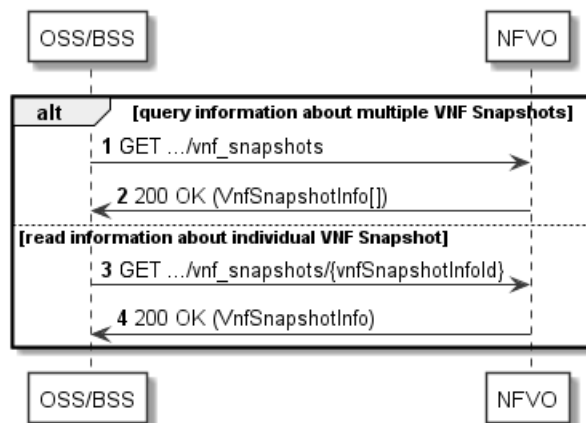 OSS/BSS NFVO
alt [query information about multiple VNF Snapshots]
1 GET .../vnf_snapshots
2 200 OK (VnfSnapshotInfo[])
[read information about individual VNF Snapshot]
3 GET .../vnf_snapshots/{vnfSnapshotInfoId}
4 200 OK (VnfSnapshotInfo)
OSS/BSS NFVO